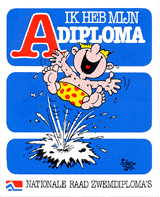 IK HEB MIJN
A DIPLOMA
NATIONALE RAAD ZWEMDIPLOMA'S